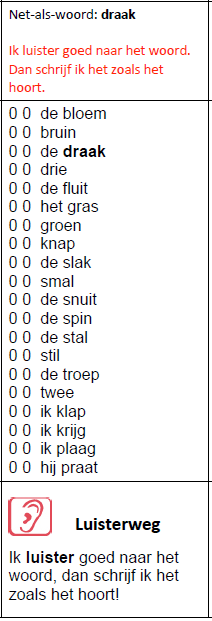 Net-als-woord: draak
Ik luister goed naar het woord.
Dan schrijf ik het zoals het
hoort.
0 0 de bloem
0 0 bruin
0 0 de draak
0 0 drie
0 0 de fluit
0 0 het gras
0 0 groen
0 0 knap
0 0 de slak
0 0 smal
0 0 de snuit
0 0 de spin
0 0 de stal
0 0 stil
0 0 de troep
0 0 twee
0 0 ik klap
0 0 ik krijg
0 0 ik plaag
0 0 hij praat
Luisterweg
Ik luister goed naar het
woord, dan schrijf ik het
zoals het hoort!